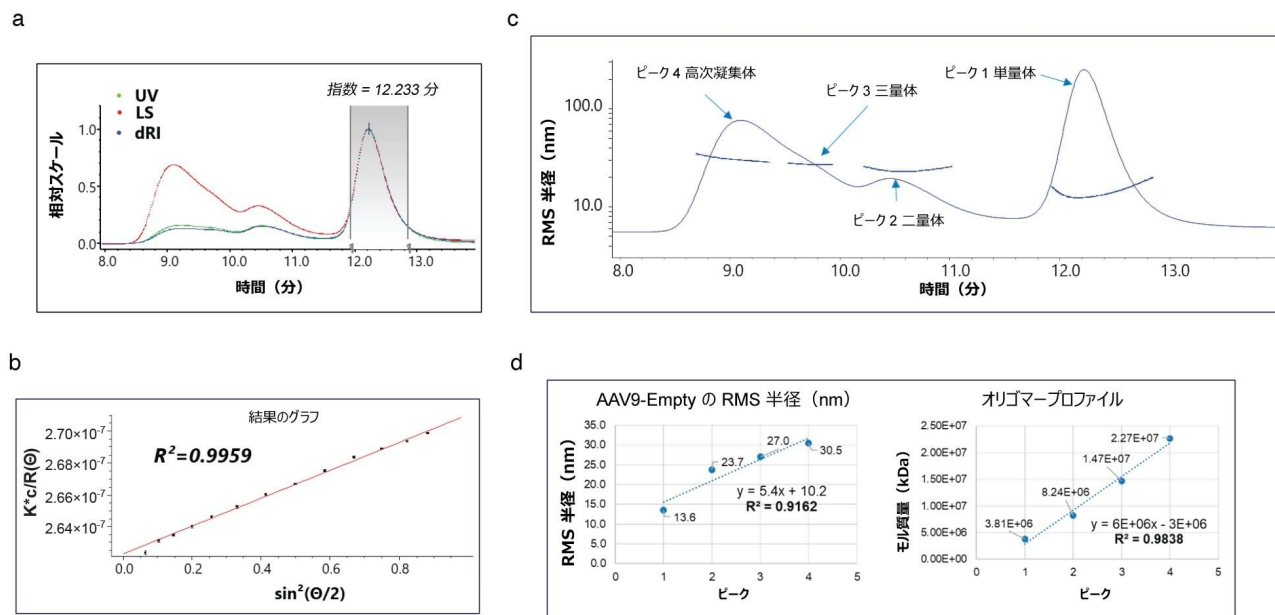 a
UV
LS
dRI
指数 = 12.233 分
相対スケール
1.0
0.5
0.0
8.0 9.0 10.0 11.0 12.0 13.0
時間（分）
b
結果のグラフ
R²=0.9959
K*c/R(Θ)
2.70×10⁻⁷
2.68×10⁻⁷
2.66×10⁻⁷
2.64×10⁻⁷
0.0 0.2 0.4 0.6 0.8
sin²(Θ/2)
c
ピーク 4 高次凝集体
ピーク 3 三量体
ピーク 1 単量体
ピーク 2 二量体
RMS 半径（nm）
100.0
10.0
8.0 9.0 10.0 11.0 12.0 13.0
時間（分）
d
AAV9-Empty の RMS 半径（nm）
RMS 半径（nm）
35.0
30.0
25.0
20.0
15.0
10.0
5.0
0.0
13.6
23.7
27.0
30.5
y = 5.4x + 10.2
R² = 0.9162
0 1 2 3 4 5
ピーク
オリゴマープロファイル
モル質量（kDa）
2.50E+07
2.00E+07
1.50E+07
1.00E+07
5.00E+06
0.00E+00
3.81E+06
8.24E+06
1.47E+07
2.27E+07
y = 6E+06x - 3E+06
R² = 0.9838
0 1 2 3 4 5
ピーク